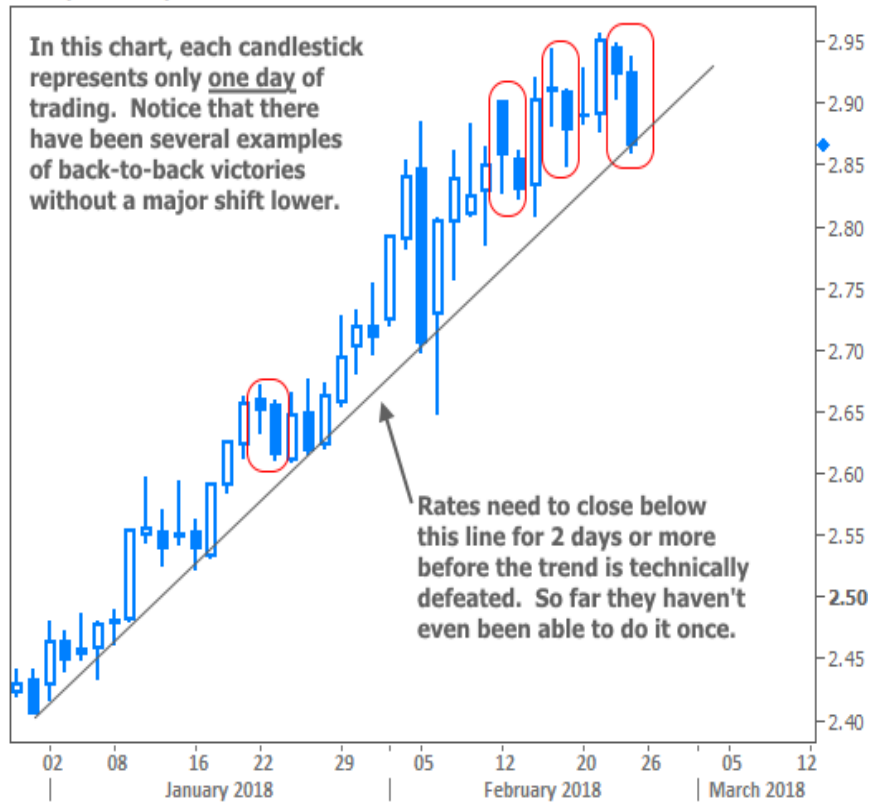 In this chart, each candlestick
represents only one day of
trading. Notice that there
have been several examples
of back-to-back victories
without a major shift lower.
2.95
2.90
2.85
2.80
2.75
2.70
2.65
2.60
2.55
2.50
2.45
2.40
Rates need to close below
this line for 2 days or more
before the trend is technically
defeated. So far they haven't
even been able to do it once.
02 08 16 22 29 05 12 20 26 05 12
January 2018 February 2018 March 2018